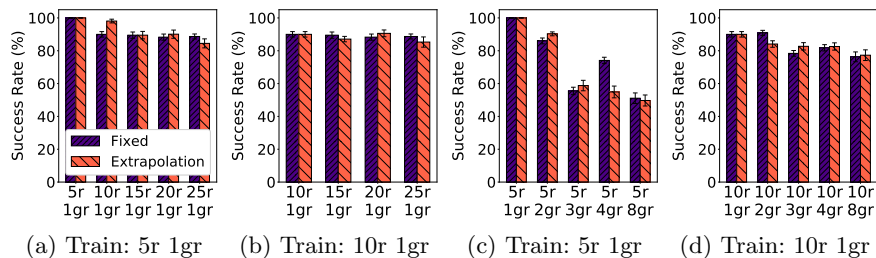 Success Rate (%)
100
80
60
40
20
0
Fixed
Extrapolation
5r 10r 15r 20r 25r
1gr 1gr 1gr 1gr 1gr
(a) Train: 5r 1gr
Success Rate (%)
100
80
60
40
20
0
10r 15r 20r 25r
1gr 1gr 1gr 1gr
(b) Train: 10r 1gr
Success Rate (%)
100
80
60
40
20
0
5r 5r 5r 5r 5r
1gr 2gr 3gr 4gr 8gr
(c) Train: 5r 1gr
Success Rate (%)
100
80
60
40
20
0
10r 10r 10r 10r 10r
1gr 2gr 3gr 4gr 8gr
(d) Train: 10r 1gr